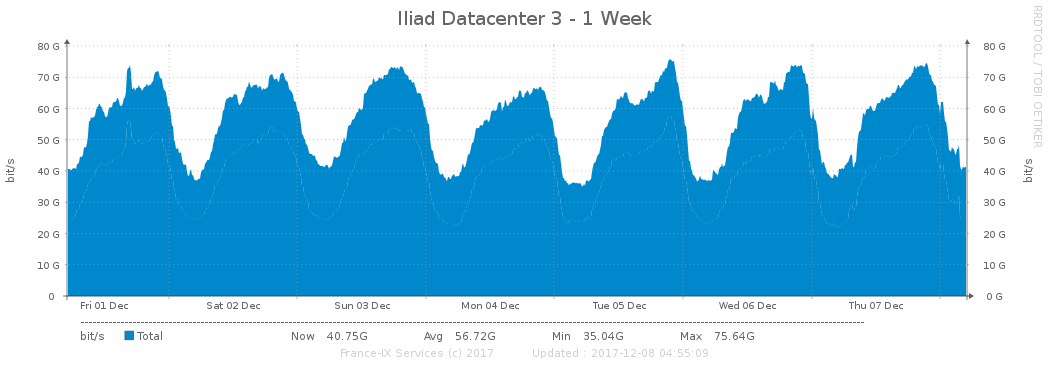 Iliad Datacenter 3 - 1 Week
RRDTOOL / TOBI OETIKER
bit/s
80 G
70 G
60 G
50 G
40 G
30 G
20 G
10 G
0
80 G
70 G
60 G
50 G
40 G
30 G
20 G
10 G
0 G
bit/s
Fri 01 Dec Sat 02 Dec Sun 03 Dec Mon 04 Dec Tue 05 Dec Wed 06 Dec Thu 07 Dec
bit/s Total Now 40.75G Avg 56.72G Min 35.04G Max 75.64G
France-IX Services (c) 2017 Updated : 2017-12-08 04:55:09